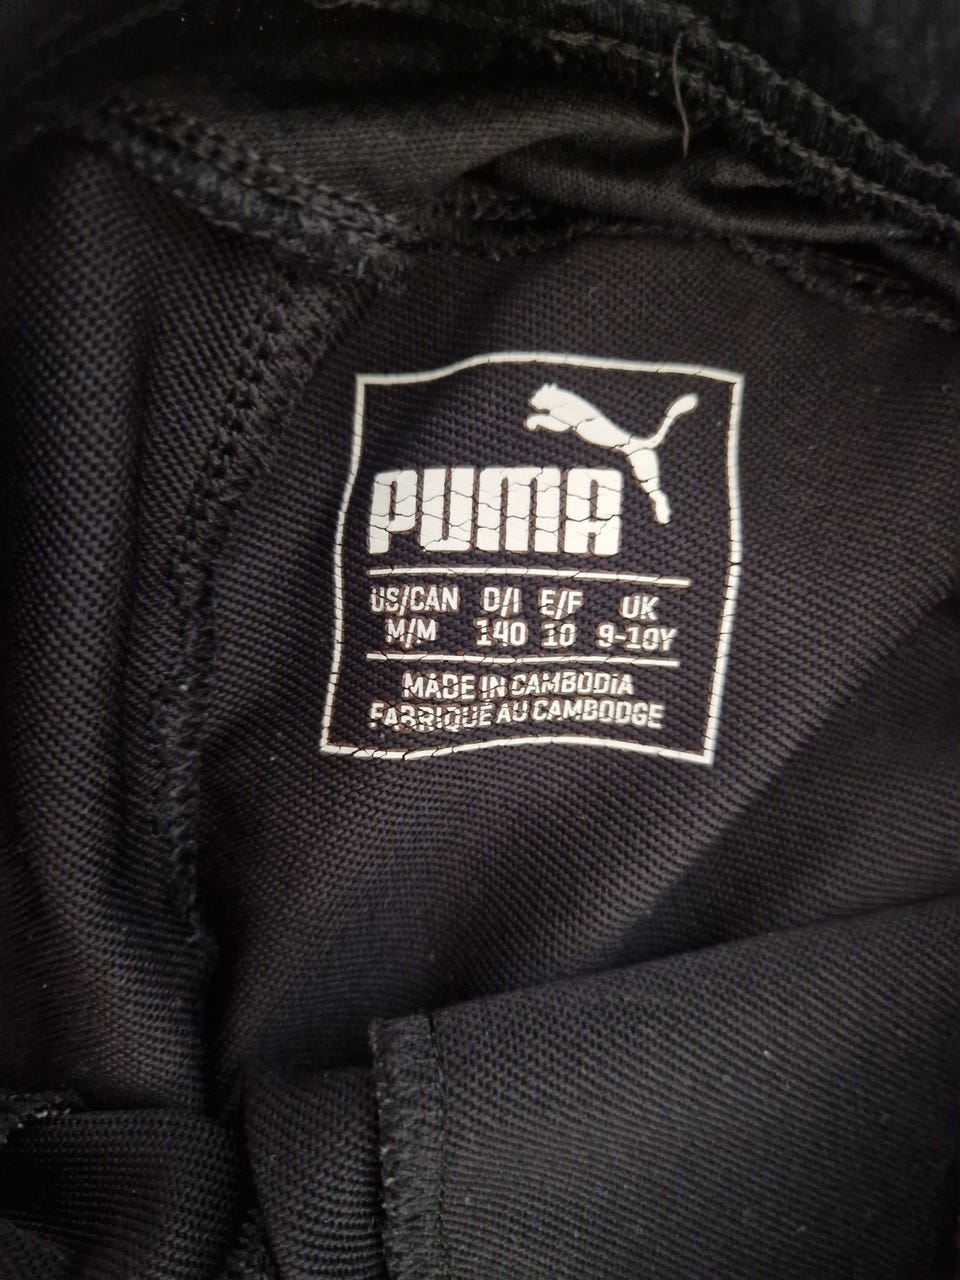 PUMA
US/CAN D/I E/F UK
M/M 140 10 9-10Y
MADE IN CAMBODIA
FABRIQUÉ AU CAMBODGE